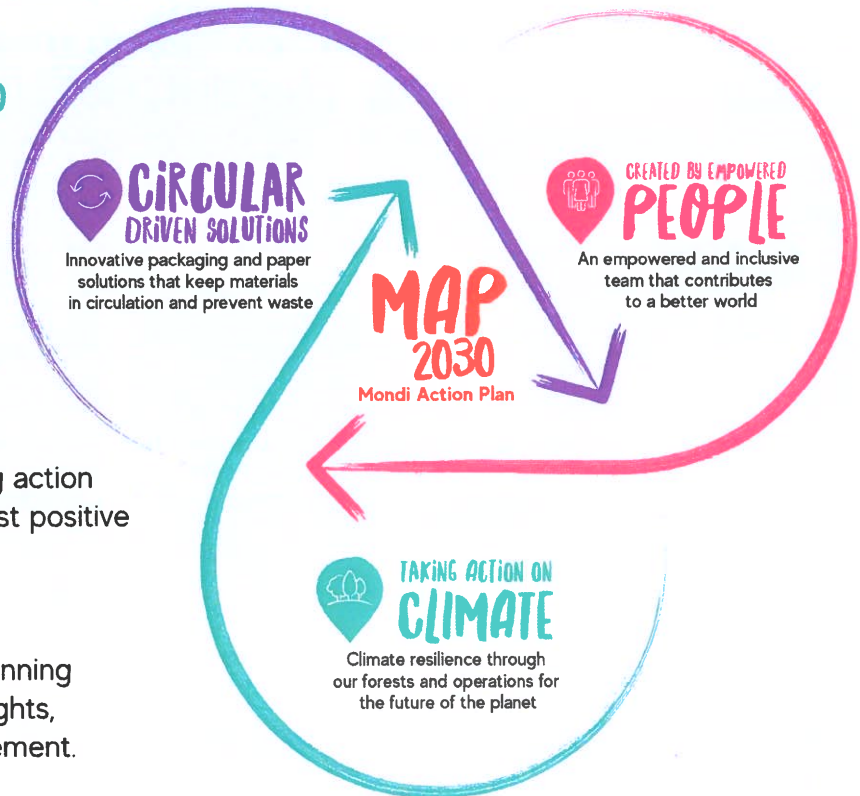 CiRCULAR
DRiVEN SOLUTiONS
Innovative packaging and paper
solutions that keep materials
in circulation and prevent waste
CREATED BY EMPOWERED
PEOPLE
An empowered and inclusive
team that contributes
to a better world
MAP
2030
Mondi Action Plan
action
st positive
TAKiNG ACTiON ON
CLiMATE
Climate resilience through
our forests and operations for
the future of the planet
nning
ghts,
ement.